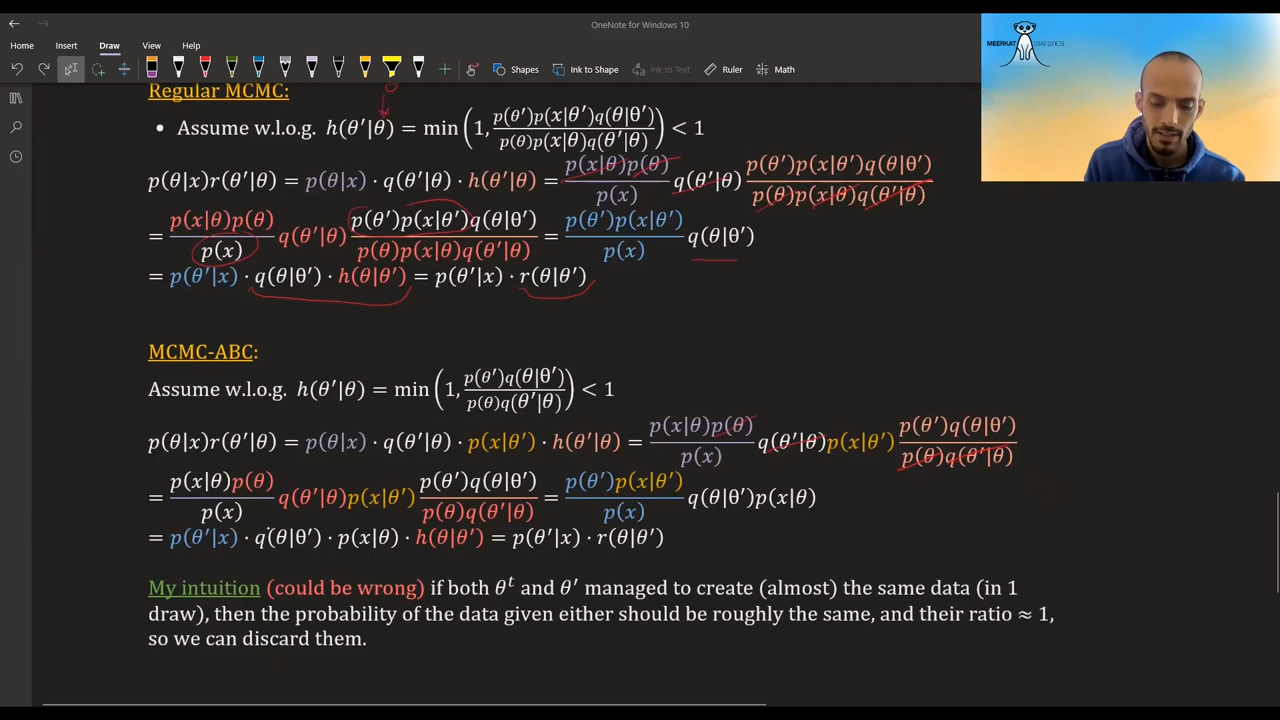 OneNote for Windows 10
Home Insert Draw View Help
Shapes Ink to Shape Ink to Text Ruler Math
MEERKAT STATISTICS
Regular MCMC:
• Assume w.l.o.g. h(θ′|θ) = min (1, p(θ′)p(x|θ′)q(θ|θ′) / p(θ)p(x|θ)q(θ′|θ)) < 1
p(θ|x)r(θ′|θ) = p(θ|x) · q(θ′|θ) · h(θ′|θ) = p(x|θ)p(θ) / p(x) q(θ′|θ) p(θ′)p(x|θ′)q(θ|θ′) / p(θ)p(x|θ)q(θ′|θ)
= p(x|θ)p(θ) / p(x) q(θ′|θ) p(θ′)p(x|θ′)q(θ|θ′) / p(θ)p(x|θ)q(θ′|θ) = p(θ′)p(x|θ′) / p(x) q(θ|θ′)
= p(θ′|x) · q(θ|θ′) · h(θ|θ′) = p(θ′|x) · r(θ|θ′)
MCMC-ABC:
Assume w.l.o.g. h(θ′|θ) = min (1, p(θ′)q(θ|θ′) / p(θ)q(θ′|θ)) < 1
p(θ|x)r(θ′|θ) = p(θ|x) · q(θ′|θ) · p(x|θ′) · h(θ′|θ) = p(x|θ)p(θ) / p(x) q(θ′|θ)p(x|θ′) p(θ′)q(θ|θ′) / p(θ)q(θ′|θ)
= p(x|θ)p(θ) / p(x) q(θ′|θ)p(x|θ′) p(θ′)q(θ|θ′) / p(θ)q(θ′|θ) = p(θ′)p(x|θ′) / p(x) q(θ|θ′)p(x|θ)
= p(θ′|x) · q(θ|θ′) · p(x|θ) · h(θ|θ′) = p(θ′|x) · r(θ|θ′)
My intuition (could be wrong) if both θᵗ and θ′ managed to create (almost) the same data (in 1
draw), then the probability of the data given either should be roughly the same, and their ratio ≈ 1,
so we can discard them.